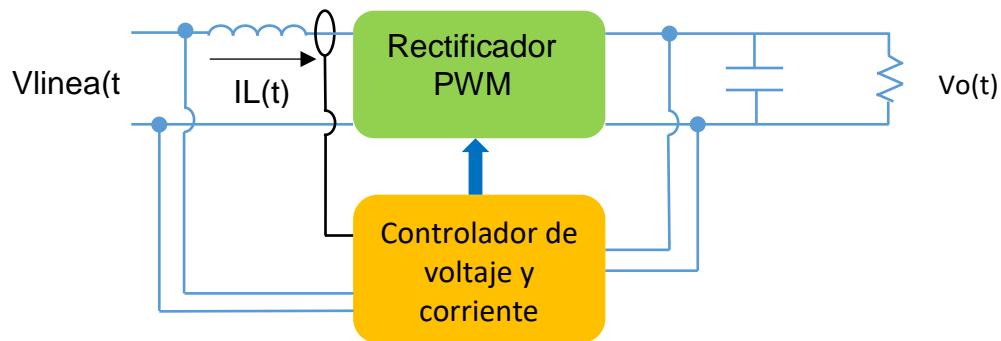 Rectificador
PWM
Vlinea(t
IL(t)
Vo(t)
Controlador de
voltaje y
corriente